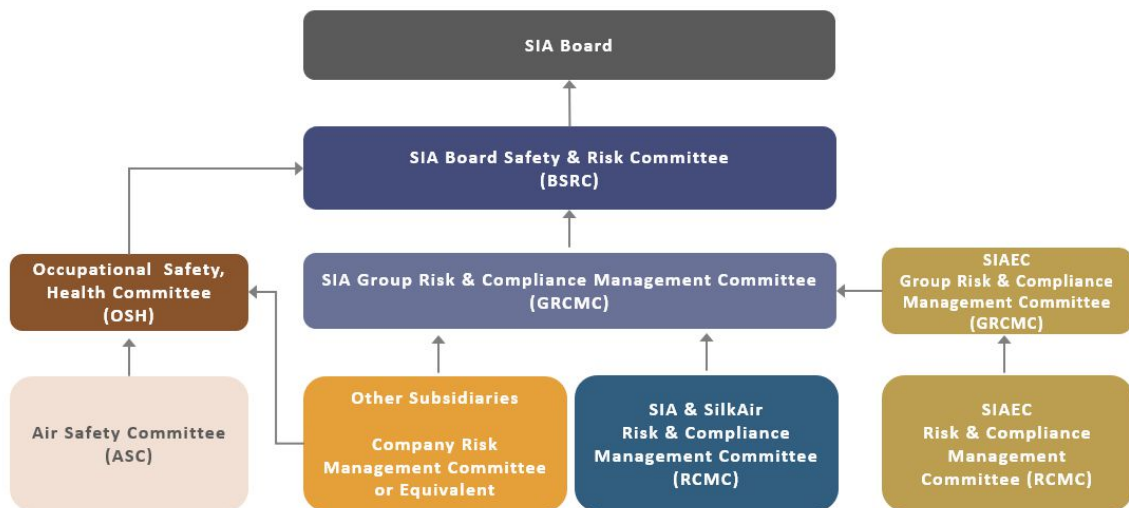 SIA Board
SIA Board Safety & Risk Committee
(BSRC)
Occupational Safety,
Health Committee
(OSH)
SIA Group Risk & Compliance Management Committee
(GRCMC)
SIAEC
Group Risk & Compliance
Management Committee
(GRCMC)
Air Safety Committee
(ASC)
Other Subsidiaries
Company Risk
Management Committee
or Equivalent
SIA & SilkAir
Risk & Compliance
Management Committee
(RCMC)
SIAEC
Risk & Compliance
Management
Committee (RCMC)